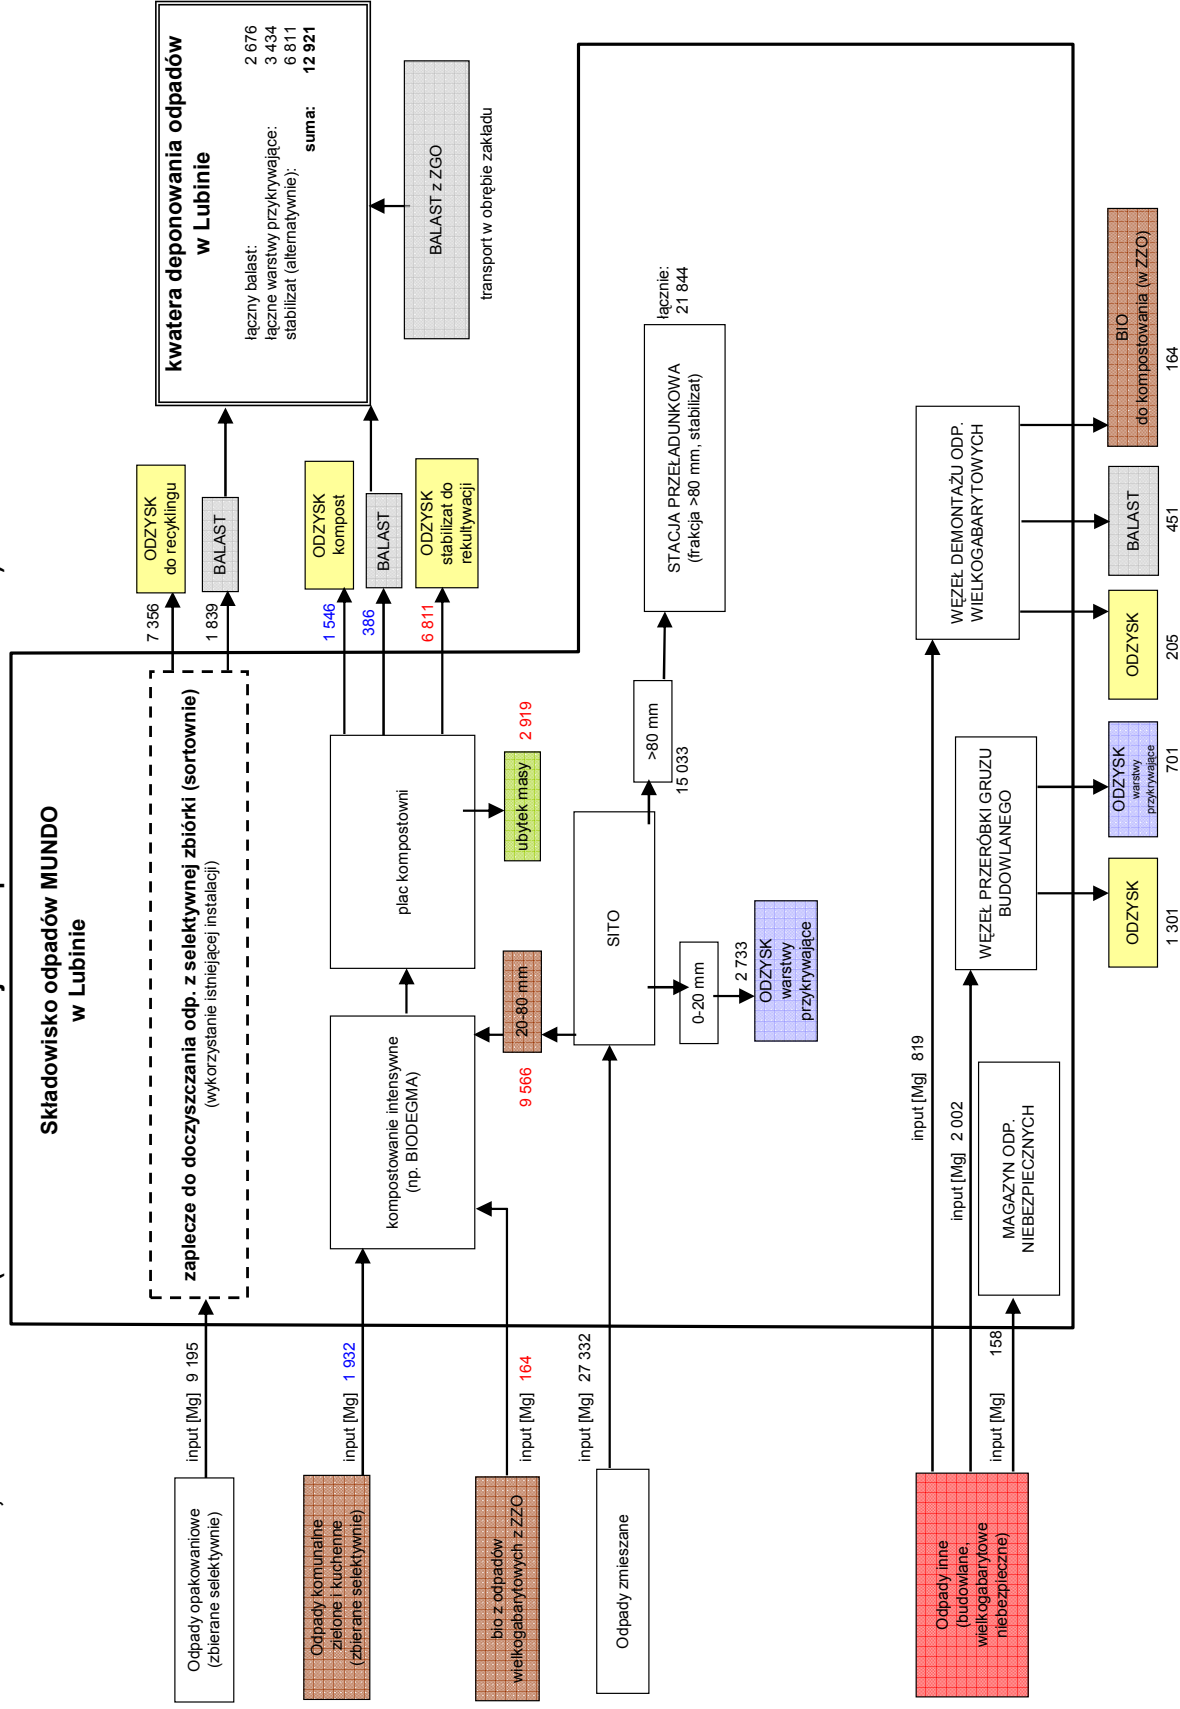 Składowisko odpadów MUNDO
w Lubinie
Odpady opakowaniowe
(zbierane selektywnie)
input [Mg] 9 195
zaplecze do doczyszczania odp. z selektywnej zbiórki (sortownie)
(wykorzystanie istniejącej instalacji)
7 356
ODZYSK
do recyklingu
1 839
BALAST
kwatera deponowania odpadów
w Lubinie
łączny balast: 2 676
łączne warstwy przykrywające: 3 434
stabilizat (alternatywnie): 6 811
suma: 12 921
BALAST z ZGO
transport w obrębie zakładu
Odpady komunalne
zielone i kuchenne
(zbierane selektywnie)
input [Mg] 1 932
kompostowanie intensywne
(np. BIODEGMA)
plac kompostowni
1 546
ODZYSK
kompost
386
BALAST
6 811
ODZYSK
stabilizat do
rekultywacji
bio z odpadów
wielkogabarytowych z ZZO
input [Mg] 164
9 566
20-80 mm
ubytek masy
2 919
Odpady zmieszane
input [Mg] 27 332
SITO
>80 mm
15 033
STACJA PRZEŁADUNKOWA
(frakcja >80 mm, stabilizat)
łącznie:
21 844
0-20 mm
2 733
ODZYSK
warstwy
przykrywające
Odpady inne
(budowlane,
wielkogabarytowe
niebezpieczne)
input [Mg] 819
input [Mg] 2 002
input [Mg] 158
MAGAZYN ODP.
NIEBEZPIECZNYCH
WĘZEŁ PRZERÓBKI GRUZU
BUDOWLANEGO
WĘZEŁ DEMONTAŻU ODP.
WIELKOGABARYTOWYCH
ODZYSK
1 301
ODZYSK
warstwy
przykrywające
701
ODZYSK
205
BALAST
451
BIO
do kompostowania (w ZZO)
164